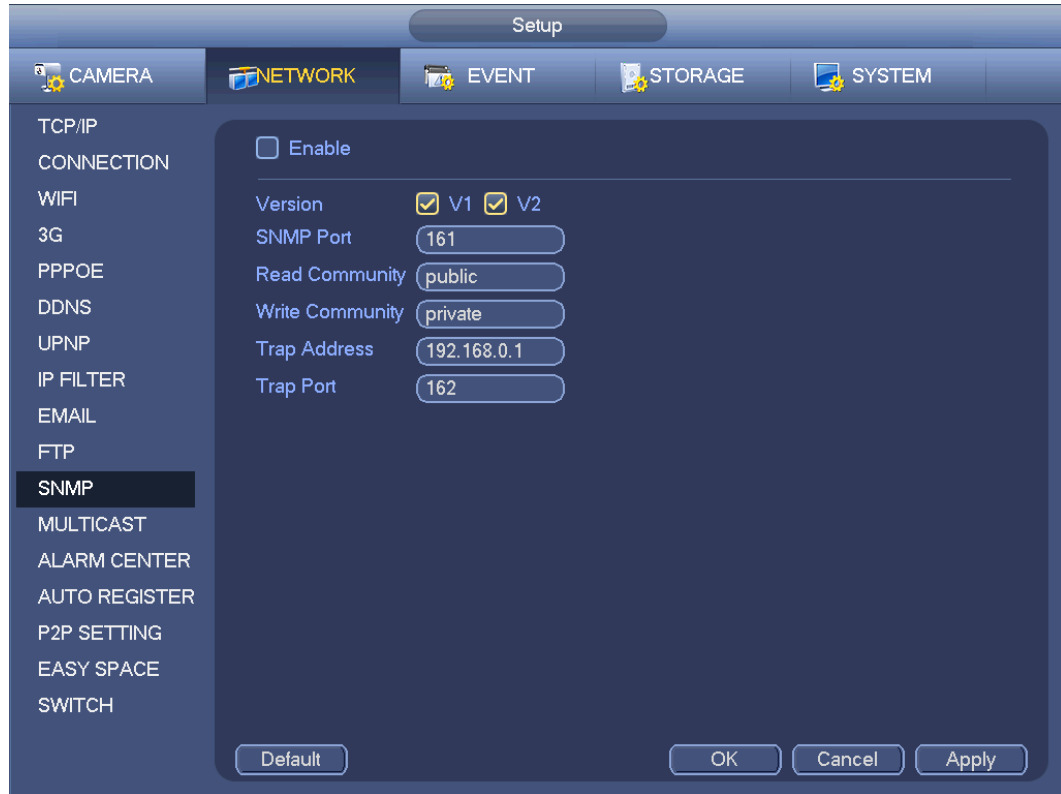 Setup
CAMERA NETWORK EVENT STORAGE SYSTEM
TCP/IP
CONNECTION
WIFI
3G
PPPOE
DDNS
UPNP
IP FILTER
EMAIL
FTP
SNMP
MULTICAST
ALARM CENTER
AUTO REGISTER
P2P SETTING
EASY SPACE
SWITCH
Enable
Version V1 V2
SNMP Port 161
Read Community public
Write Community private
Trap Address 192.168.0.1
Trap Port 162
Default OK Cancel Apply